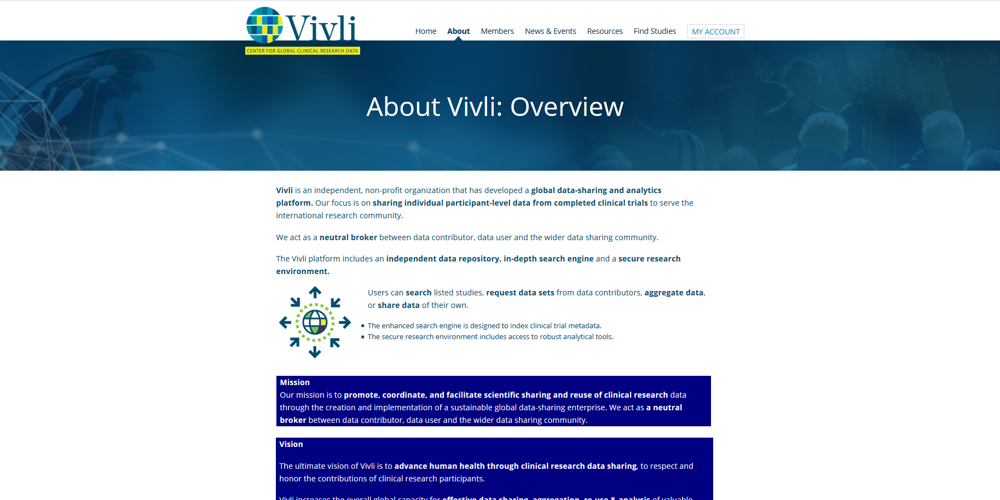 Vivli
CENTER FOR GLOBAL CLINICAL RESEARCH DATA
Home About Members News & Events Resources Find Studies MY ACCOUNT
About Vivli: Overview
Vivli is an independent, non-profit organization that has developed a global data-sharing and analytics
platform. Our focus is on sharing individual participant-level data from completed clinical trials to serve the
international research community.
We act as a neutral broker between data contributor, data user and the wider data sharing community.
The Vivli platform includes an independent data repository, in-depth search engine and a secure research
environment.
Users can search listed studies, request data sets from data contributors, aggregate data,
or share data of their own.
The enhanced search engine is designed to index clinical trial metadata.
The secure research environment includes access to robust analytical tools.
Mission
Our mission is to promote, coordinate, and facilitate scientific sharing and reuse of clinical research data
through the creation and implementation of a sustainable global data-sharing enterprise. We act as a neutral
broker between data contributor, data user and the wider data sharing community.
Vision
The ultimate vision of Vivli is to advance human health through clinical research data sharing, to respect and
honor the contributions of clinical research participants.
Vivli increases the overall global capacity for effective data sharing, aggregation, re-use & analysis of valuable